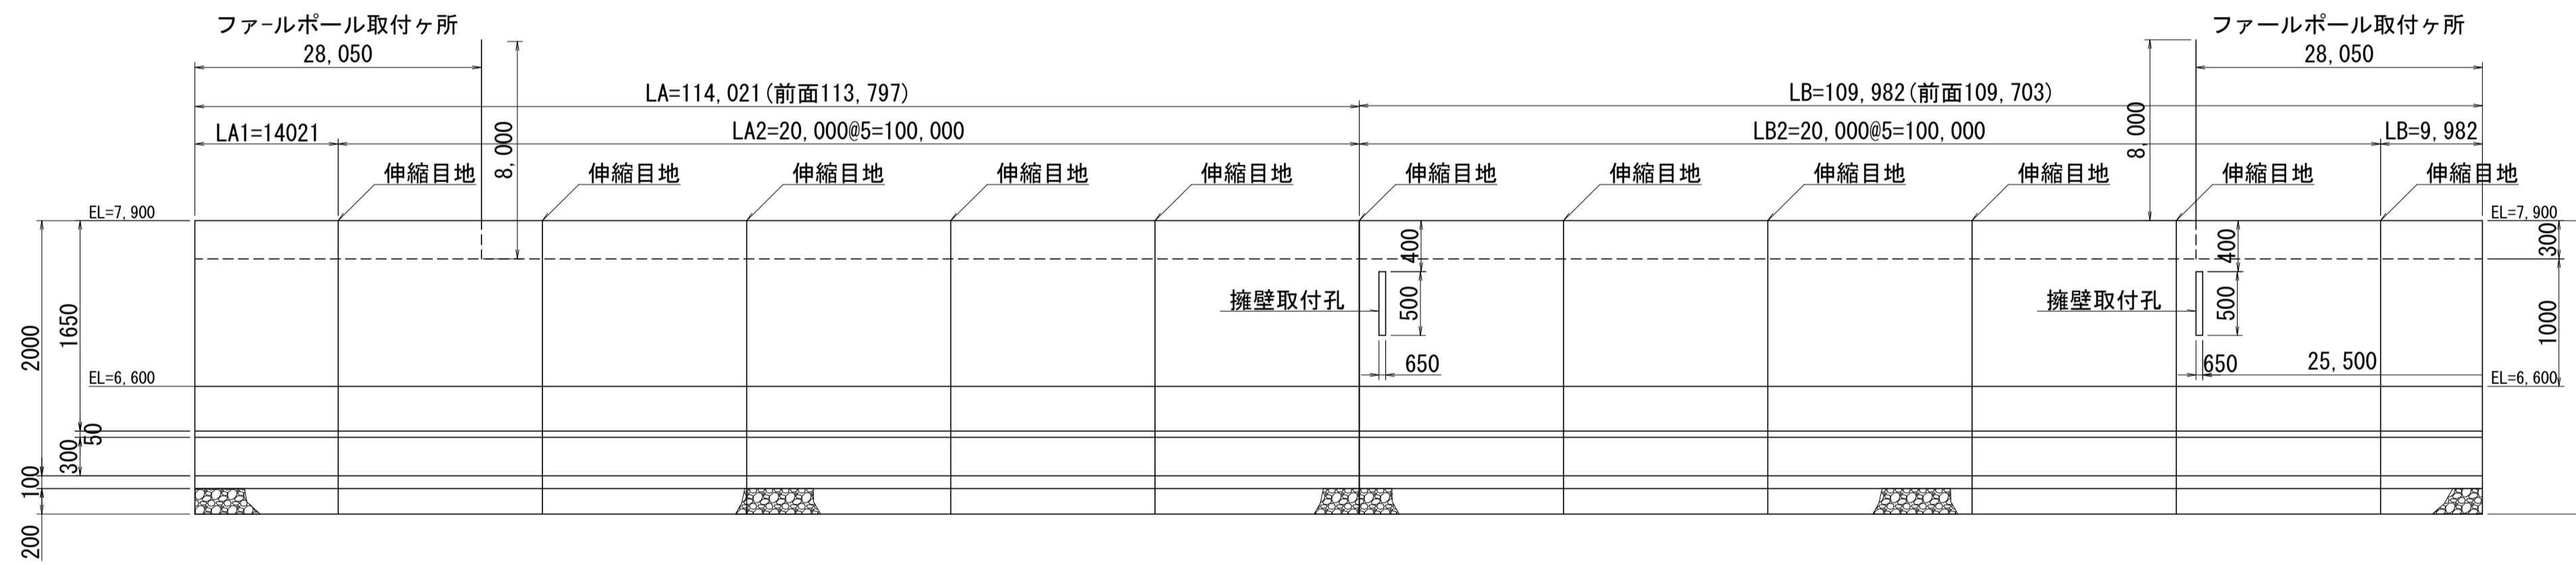 ファ-ルポール取付ヶ所
ファールポール取付ヶ所
28,050
28,050
LA=114,021(前面113,797)
LB=109,982(前面109,703)
8,000
8,000
LA1=14021
LA2=20,000@5=100,000
LB2=20,000@5=100,000
LB=9,982
伸縮目地
伸縮目地
伸縮目地
伸縮目地
伸縮目地
伸縮目地
伸縮目地
伸縮目地
伸縮目地
伸縮目地
伸縮目地
EL=7,900
EL=7,900
400
400
300
擁壁取付孔
500
擁壁取付孔
500
1000
2000
1650
650
650
25,500
EL=6,600
EL=6,600
50
300
100
200